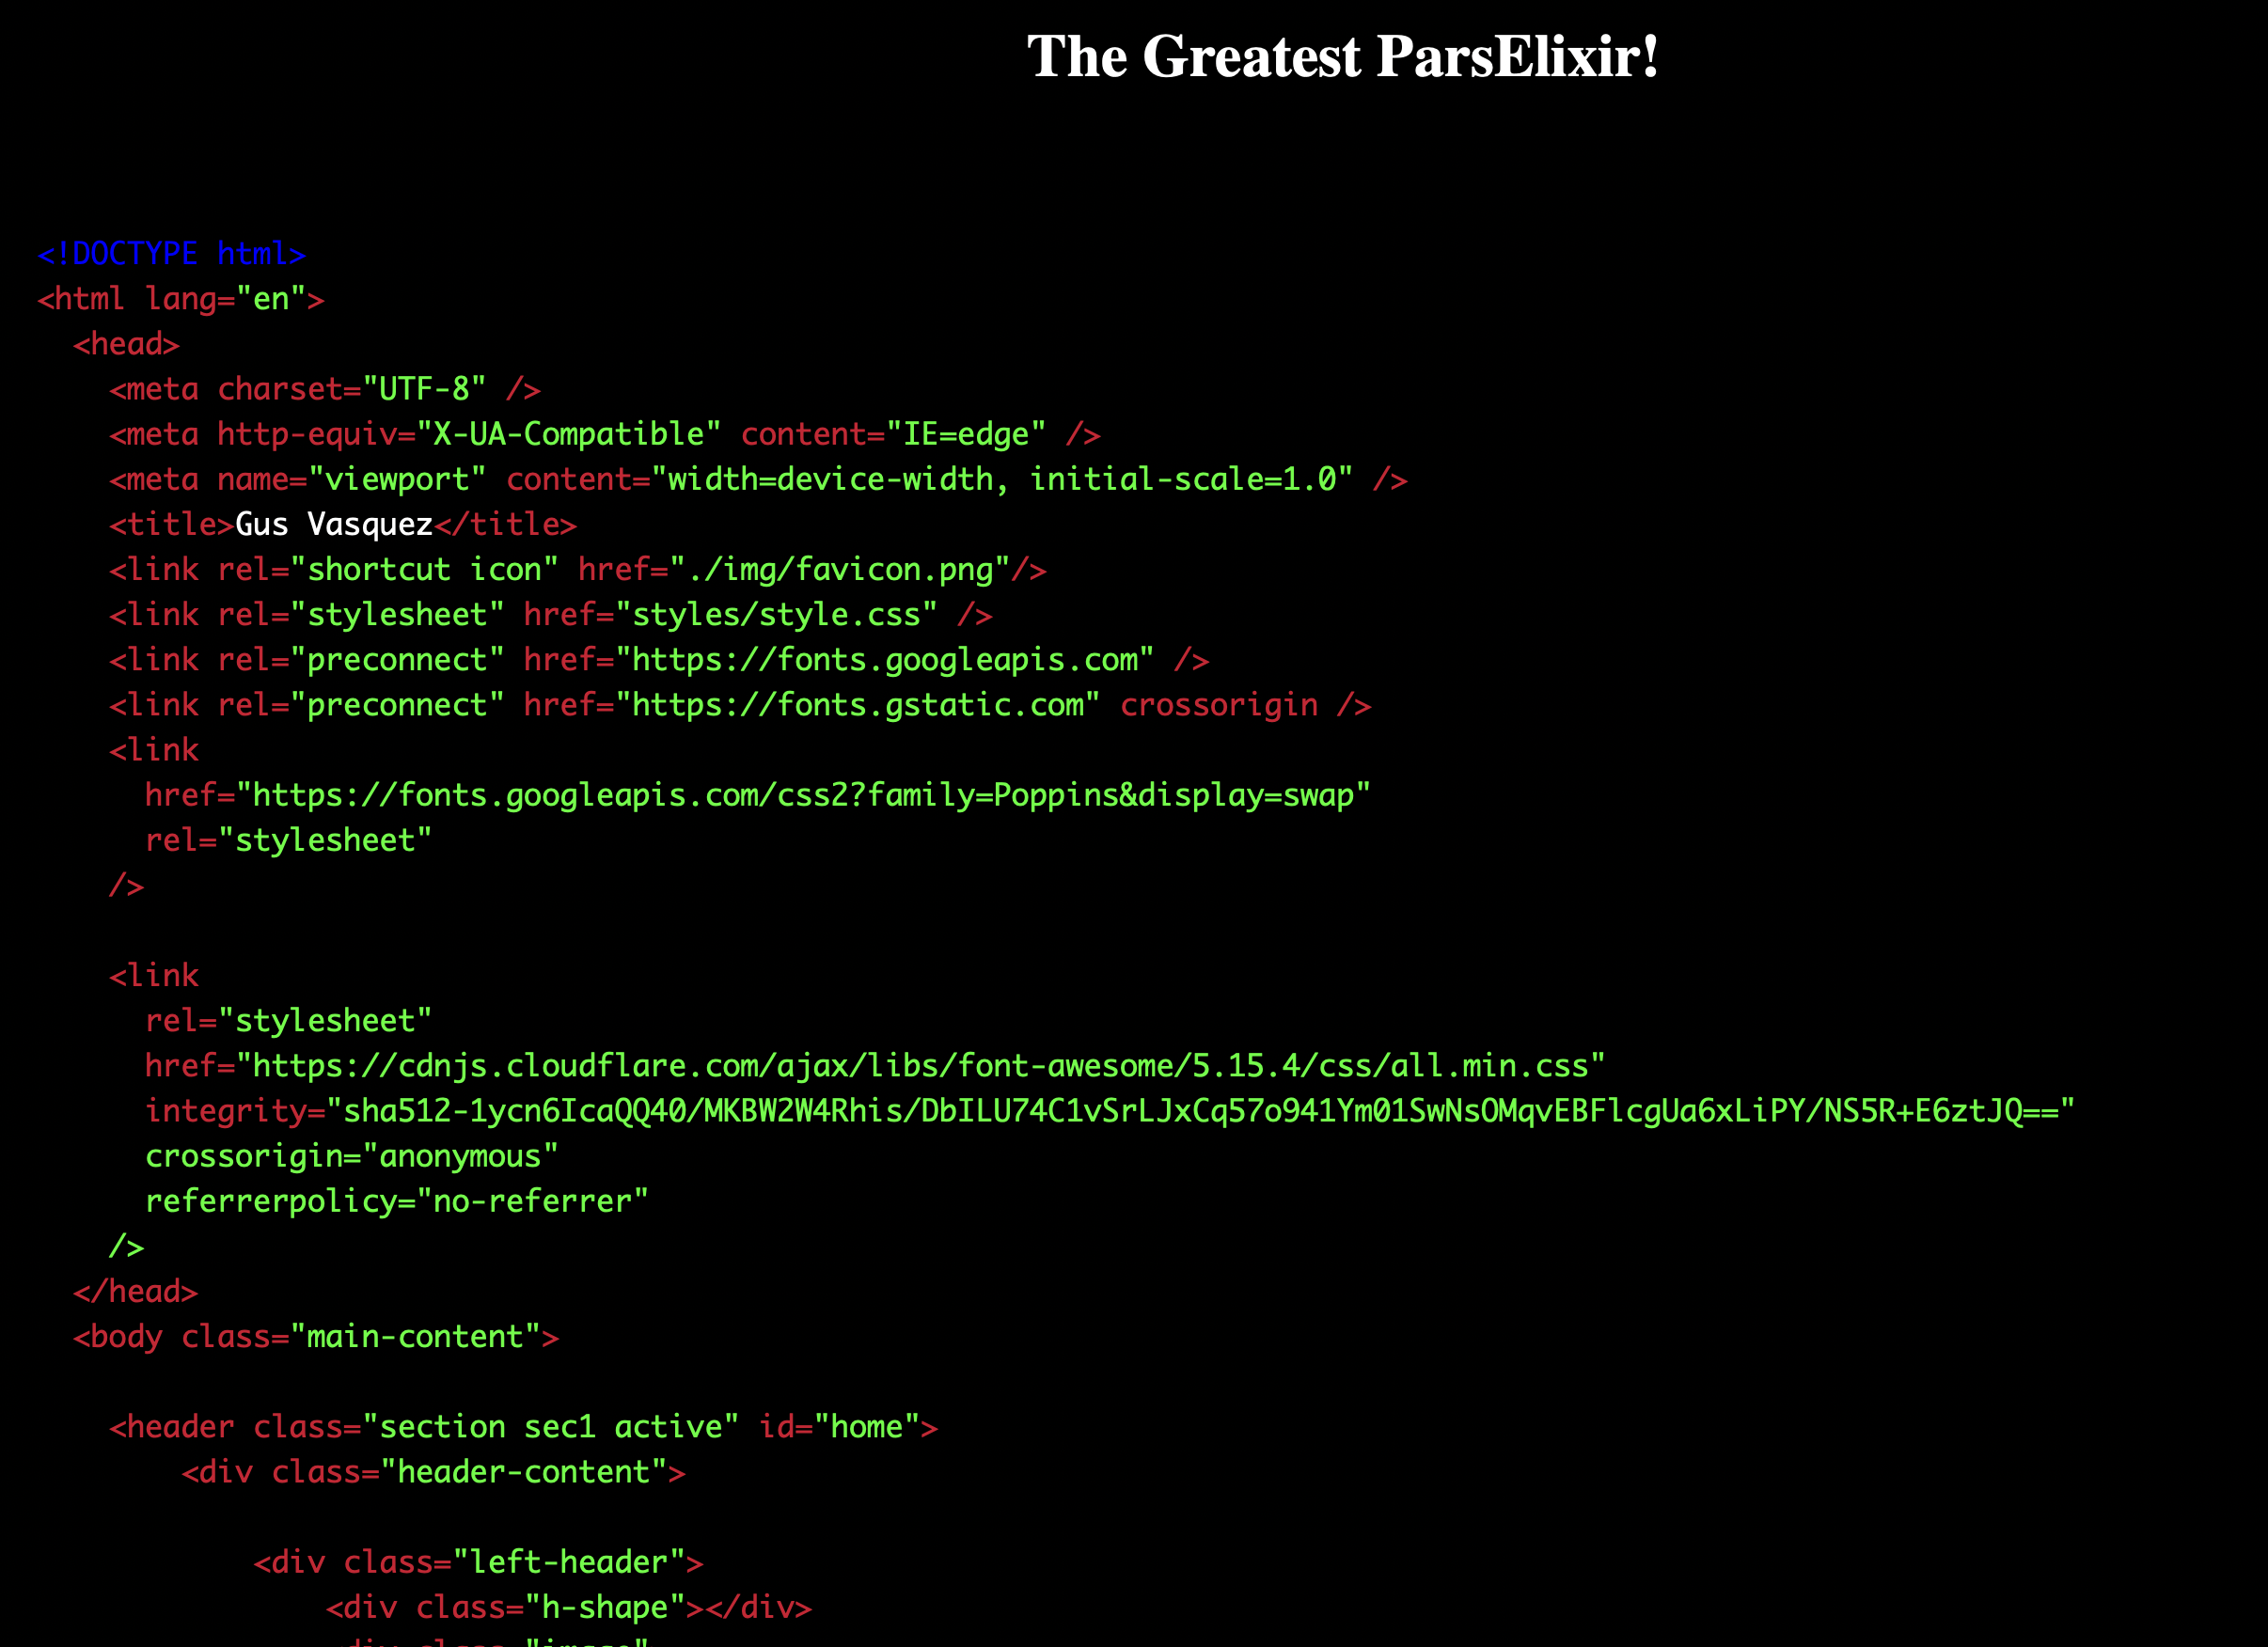 The Greatest ParsElixir!
<!DOCTYPE html>
<html lang="en">
  <head>
    <meta charset="UTF-8" />
    <meta http-equiv="X-UA-Compatible" content="IE=edge" />
    <meta name="viewport" content="width=device-width, initial-scale=1.0" />
    <title>Gus Vasquez</title>
    <link rel="shortcut icon" href="./img/favicon.png"/>
    <link rel="stylesheet" href="styles/style.css" />
    <link rel="preconnect" href="https://fonts.googleapis.com" />
    <link rel="preconnect" href="https://fonts.gstatic.com" crossorigin />
    <link
      href="https://fonts.googleapis.com/css2?family=Poppins&display=swap"
      rel="stylesheet"
    />
    <link
      rel="stylesheet"
      href="https://cdnjs.cloudflare.com/ajax/libs/font-awesome/5.15.4/css/all.min.css"
      integrity="sha512-1ycn6IcaQQ40/MKBW2W4Rhis/DbILU74C1vSrLJxCq57o941Ym01SwNsOMqvEBFlcgUa6xLiPY/NS5R+E6ztJQ=="
      crossorigin="anonymous"
      referrerpolicy="no-referrer"
    />
  </head>
  <body class="main-content">
    <header class="section sec1 active" id="home">
        <div class="header-content">
            <div class="left-header">
                <div class="h-shape"></div>
                <div class="image"